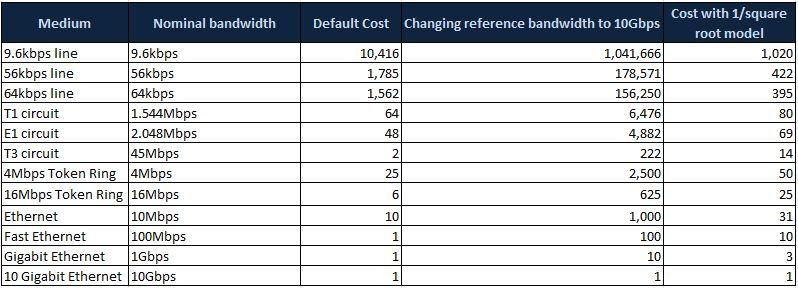 Medium Nominal bandwidth Default Cost Changing reference bandwidth to 10Gbps Cost with 1/square root model
9.6kbps line 9.6kbps 10,416 1,041,666 1,020
56kbps line 56kbps 1,785 178,571 422
64kbps line 64kbps 1,562 156,250 395
T1 circuit 1.544Mbps 64 6,476 80
E1 circuit 2.048Mbps 48 4,882 69
T3 circuit 45Mbps 2 222 14
4Mbps Token Ring 4Mbps 25 2,500 50
16Mbps Token Ring 16Mbps 6 625 25
Ethernet 10Mbps 10 1,000 31
Fast Ethernet 100Mbps 1 100 10
Gigabit Ethernet 1Gbps 1 10 3
10 Gigabit Ethernet 10Gbps 1 1 1